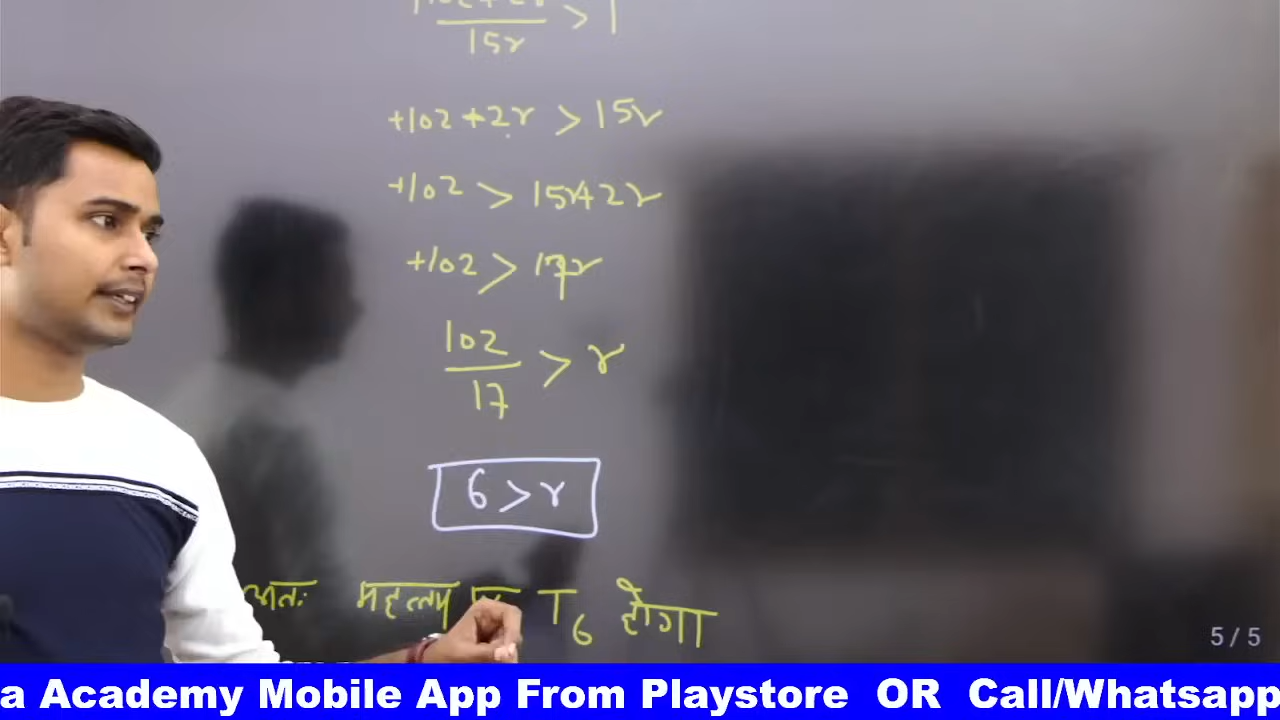 15r > 1
+102 + 2r > 15r
+102 > 15r + 2r
+102 > 17r
102
17 > r
6 > r
अतः महत्तम T6 होगा
5 / 5
a Academy Mobile App From Playstore OR Call/Whatsapp